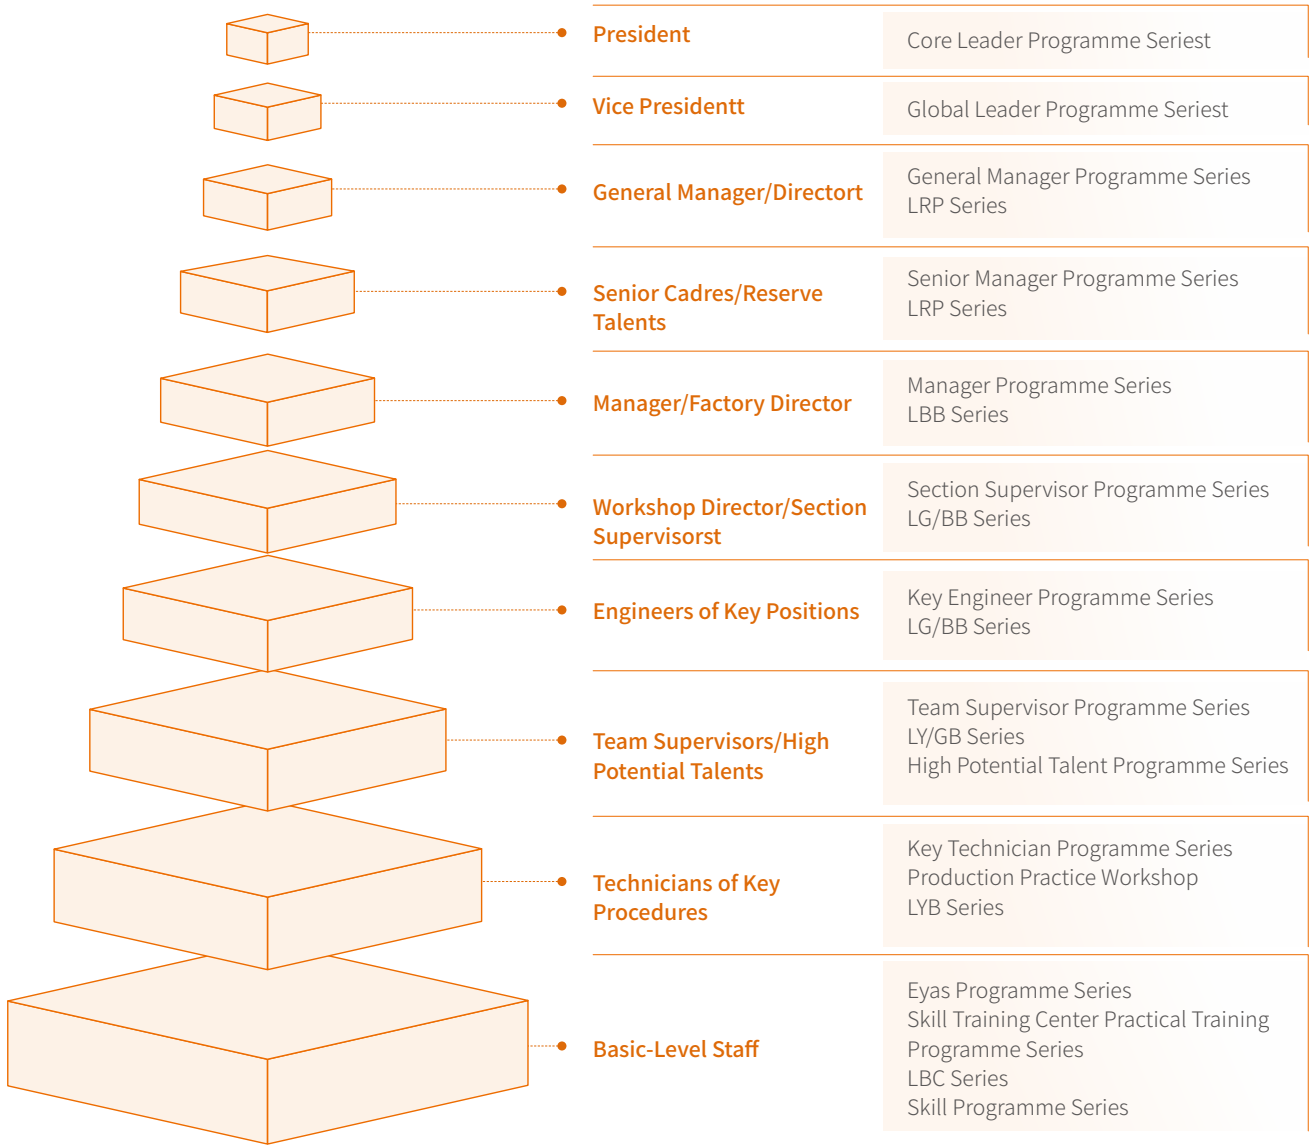 President
Core Leader Programme Seriest
Vice Presidentt
Global Leader Programme Seriest
General Manager/Directort
General Manager Programme Series
LRP Series
Senior Cadres/Reserve
Talents
Senior Manager Programme Series
LRP Series
Manager/Factory Director
Manager Programme Series
LBB Series
Workshop Director/Section
Supervisorst
Section Supervisor Programme Series
LG/BB Series
Engineers of Key Positions
Key Engineer Programme Series
LG/BB Series
Team Supervisors/High
Potential Talents
Team Supervisor Programme Series
LY/GB Series
High Potential Talent Programme Series
Technicians of Key
Procedures
Key Technician Programme Series
Production Practice Workshop
LYB Series
Basic-Level Staff
Eyas Programme Series
Skill Training Center Practical Training
Programme Series
LBC Series
Skill Programme Series